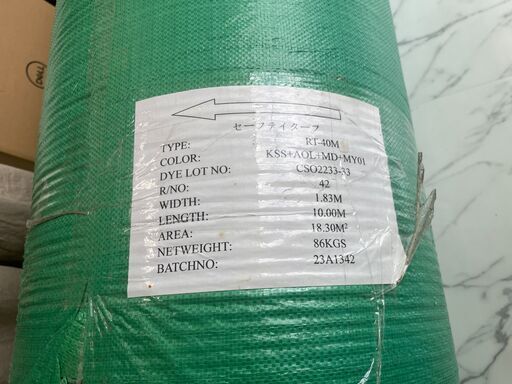 DELL
セーフティターフ
TYPE: RT-40M
COLOR: KSS+AOL+MD+MY01
DYE LOT NO: CSO2233-33
R/NO: 42
WIDTH: 1.83M
LENGTH: 10.00M
AREA: 18.30M²
NETWEIGHT: 86KGS
BATCHNO: 23A1342